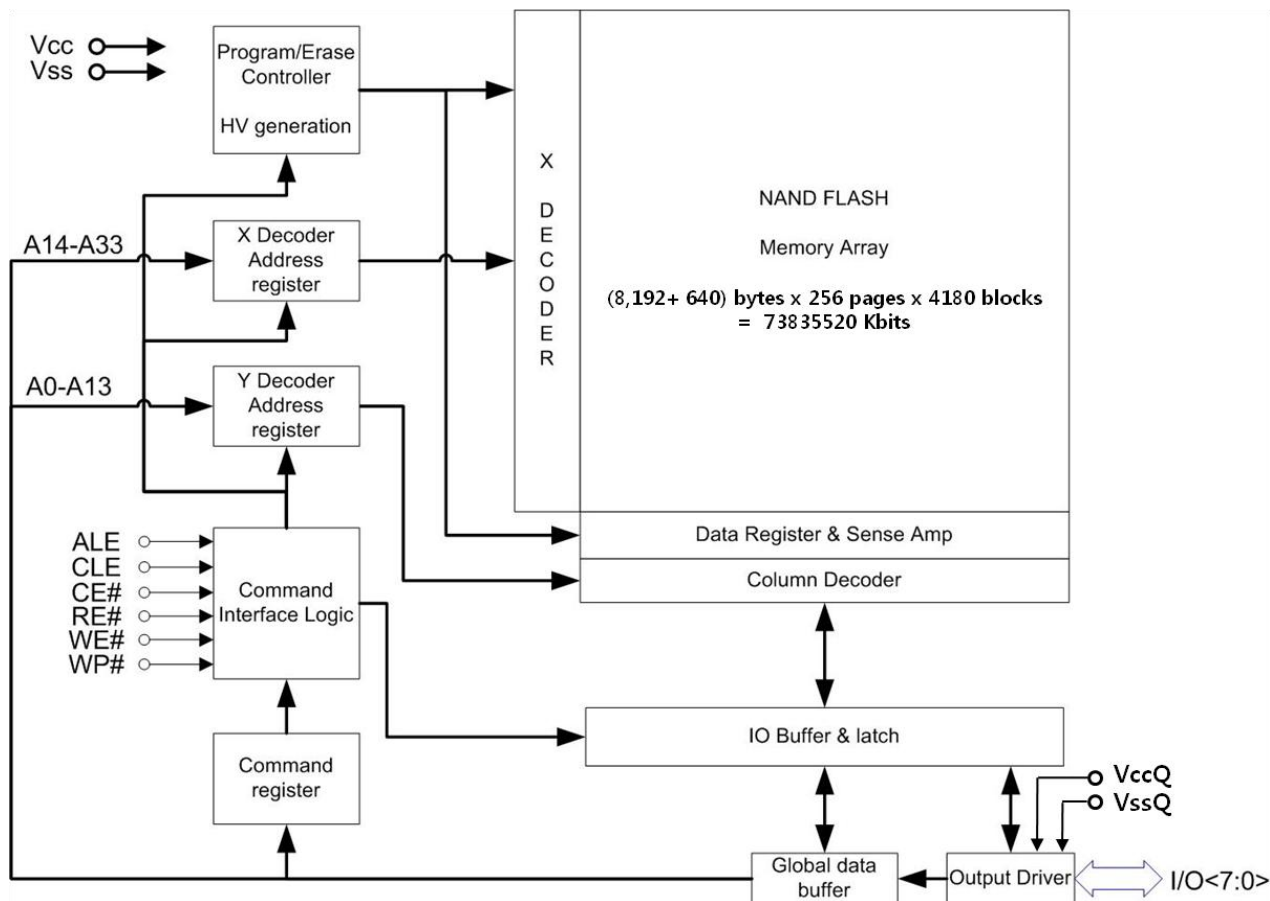 Vcc
Vss
Program/Erase
Controller
HV generation
X
DECODER
NAND FLASH
Memory Array
(8,192+ 640) bytes x 256 pages x 4180 blocks
= 73835520 Kbits
A14-A33
X Decoder
Address
register
A0-A13
Y Decoder
Address
register
ALE
CLE
CE#
RE#
WE#
WP#
Command
Interface Logic
Data Register & Sense Amp
Column Decoder
IO Buffer & latch
Command
register
VccQ
VssQ
Global data
buffer
Output Driver
I/O<7:0>